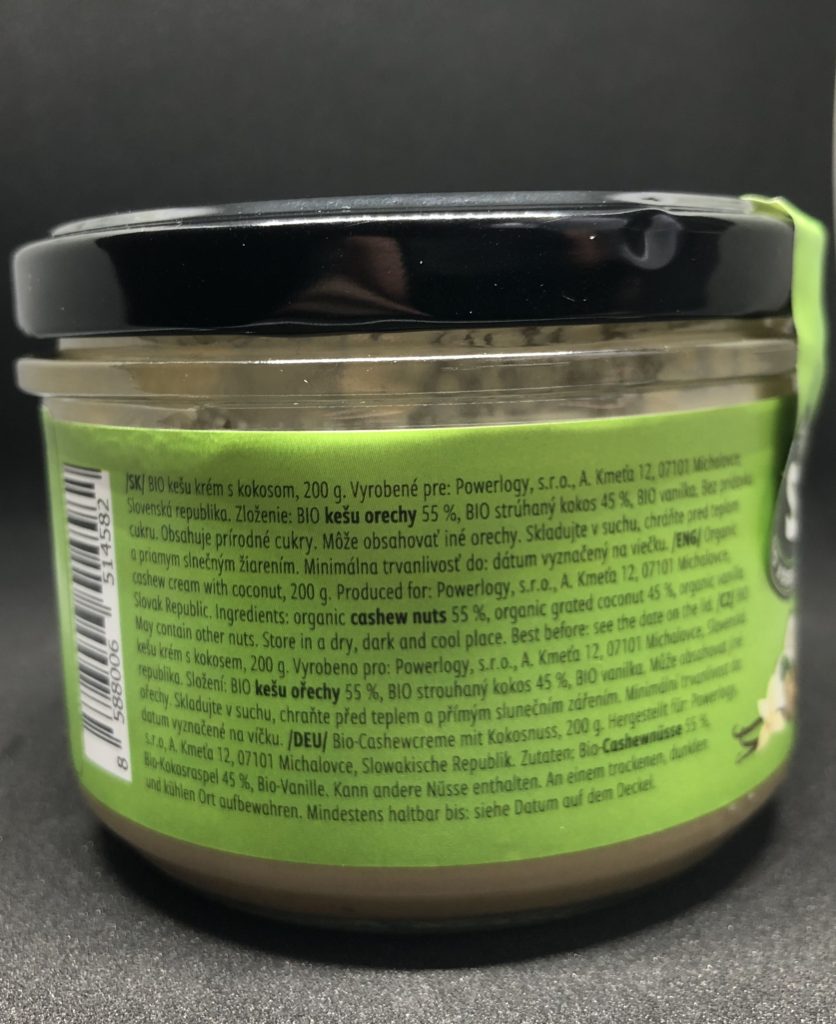 /SK/ BIO kešu krém s kokosom, 200 g. Vyrobené pre: Powerlogy, s.r.o., A. Kmeťa 12, 07101 Michalovce,
Slovenská republika. Zloženie: BIO kešu orechy 55 %, BIO strúhaný kokos 45 %, BIO vanilka. Bez prídavku
cukru. Obsahuje prírodné cukry. Môže obsahovať iné orechy. Skladujte v suchu, chráňte pred teplem
a priamym slnečným žiarením. Minimálna trvanlivosť do: dátum vyznačený na viečku. /ENG/ Organic
cashew cream with coconut, 200 g. Produced for: Powerlogy, s.r.o., A. Kmeťa 12, 07101 Michalovce,
Slovak Republic. Ingredients: organic cashew nuts 55 %, organic grated coconut 45 %, organic vanilla.
May contain other nuts. Store in a dry, dark and cool place. Best before: see the date on the lid. /CZ/ BIO
kešu krém s kokosem, 200 g. Vyrobeno pro: Powerlogy, s.r.o., A. Kmeťa 12, 07101 Michalovce, Slovenská
republika. Složení: BIO kešu ořechy 55 %, BIO strouhaný kokos 45 %, BIO vanilka. Může obsahovat jiné
ořechy. Skladujte v suchu, chraňte před teplem a přímým slunečním zářením. Minimální trvanlivost do:
datum vyznačené na víčku. /DEU/ Bio-Cashewcreme mit Kokosnuss, 200 g. Hergestellt für: Powerlogy,
s.r.o, A. Kmeťa 12, 07101 Michalovce, Slowakische Republik. Zutaten: Bio-Cashewnüsse 55 %,
Bio-Kokosraspel 45 %, Bio-Vanille. Kann andere Nüsse enthalten. An einem trockenen, dunklen
und kühlen Ort aufbewahren. Mindestens haltbar bis: siehe Datum auf dem Deckel.
8 588006 514582